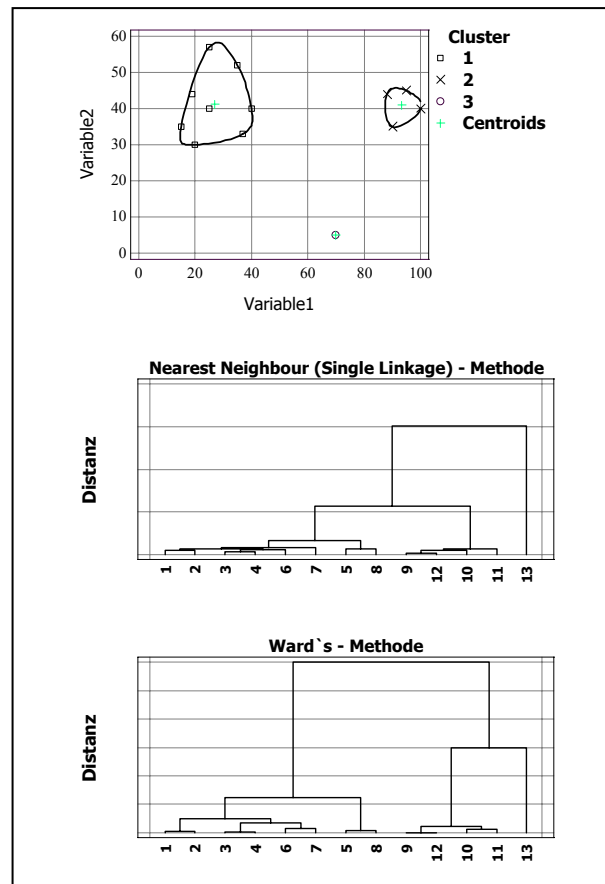 Cluster
1
2
3
Centroids
60
50
40
30
20
10
0
Variable2
0 20 40 60 80 100
Variable1
Nearest Neighbour (Single Linkage) - Methode
Distanz
1 2 3 4 6 7 5 8 9 12 10 11 13
Ward`s - Methode
Distanz
1 2 3 4 6 7 5 8 9 12 10 11 13